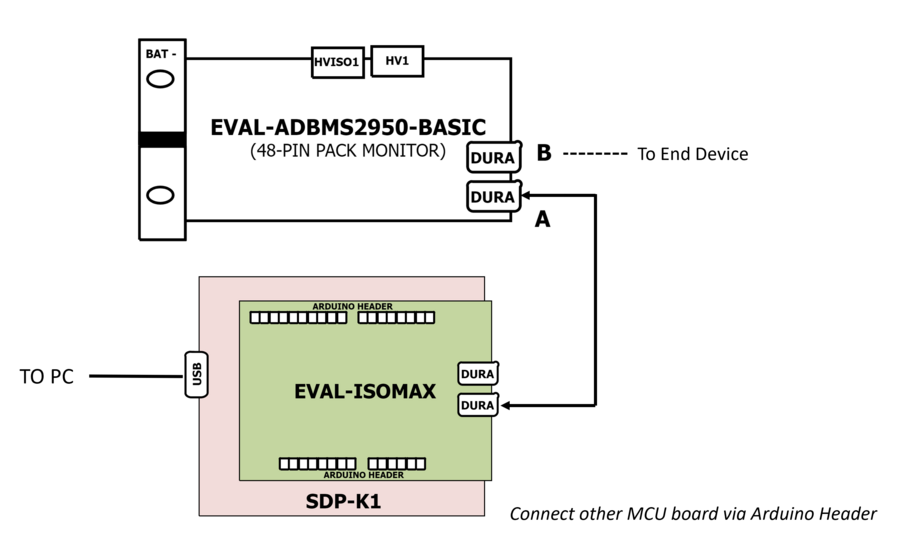 BAT -
HVISO1
HV1
EVAL-ADBMS2950-BASIC
(48-PIN PACK MONITOR)
DURA
B
To End Device
DURA
A
ARDUINO HEADER
TO PC
USB
EVAL-ISOMAX
DURA
DURA
ARDUINO HEADER
SDP-K1
Connect other MCU board via Arduino Header